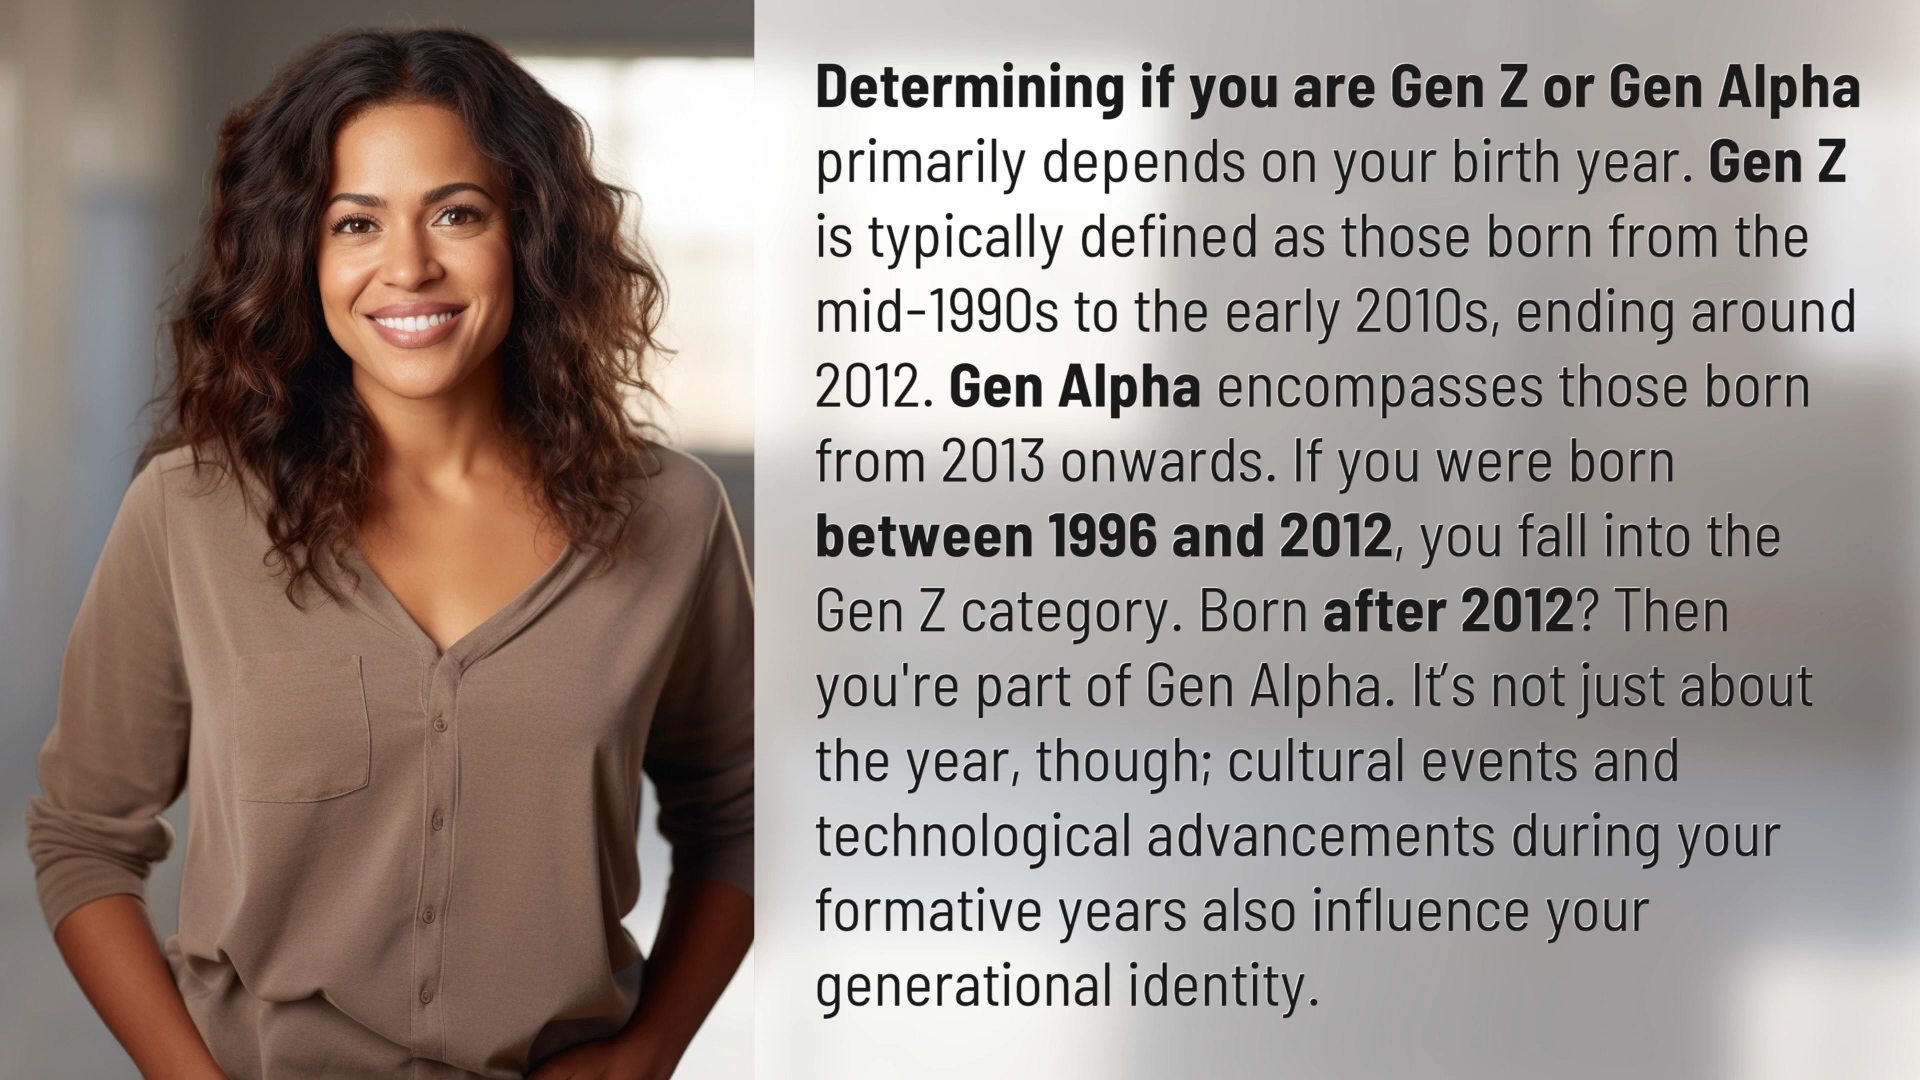 Determining if you are Gen Z or Gen Alpha
primarily depends on your birth year. Gen Z
is typically defined as those born from the
mid-1990s to the early 2010s, ending around
2012. Gen Alpha encompasses those born
from 2013 onwards. If you were born
between 1996 and 2012, you fall into the
Gen Z category. Born after 2012? Then
you're part of Gen Alpha. It’s not just about
the year, though; cultural events and
technological advancements during your
formative years also influence your
generational identity.